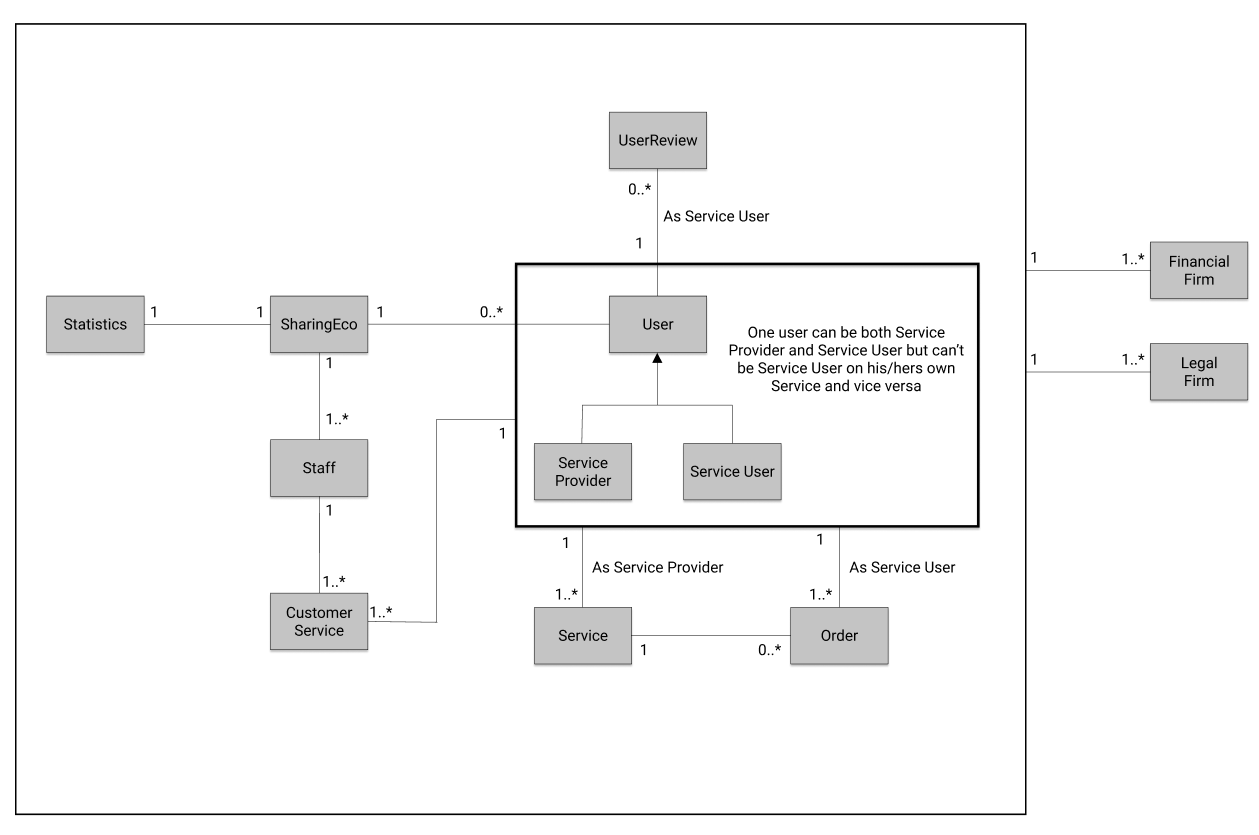 UserReview
0..*
As Service User
1
1
1..*
Financial
Firm
Statistics
1
1
SharingEco
1
0..*
User
One user can be both Service
Provider and Service User but can't
be Service User on his/hers own
Service and vice versa
1
1..*
Legal
Firm
1
1..*
1
Staff
Service
Provider
Service User
1
1
As Service Provider
1
As Service User
1..*
1..*
1..*
1..*
Customer
Service
Service
1
0..*
Order